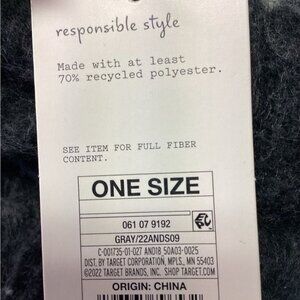 responsible style
Made with at least
70% recycled polyester.
SEE ITEM FOR FULL FIBER
CONTENT.
ONE SIZE
061 07 9192
GRAY/22ANDS09
C-001735-01-027 AND18_50A03-0025
DIST. BY TARGET CORPORATION, MPLS, MN 55403
©2022 TARGET BRANDS, INC. SHOP TARGET.COM
ORIGIN: CHINA